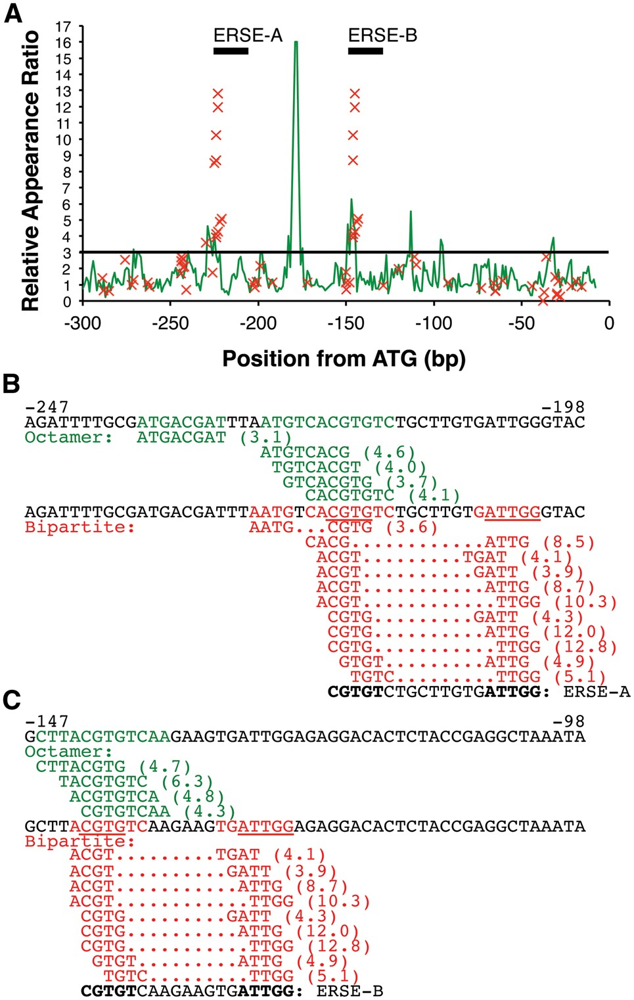 A
ERSE-A
ERSE-B
Relative Appearance Ratio
17
16
15
14
13
12
11
10
9
8
7
6
5
4
3
2
1
0
-300 -250 -200 -150 -100 -50 0
Position from ATG (bp)
B
-247 -198
AGATTTTGCGATGACGATTTAATGTCACGTGTCTGCTTGTGATTGGGTAC
Octamer: ATGACGAT (3.1)
ATGTCACG (4.6)
TGTCACGT (4.0)
GTCACGTG (3.7)
CACGTGTC (4.1)
AGATTTTGCGATGACGATTTAATGTCACGTGTCTGCTTGTGATTGGGTAC
Bipartite: AATG...CGTG (3.6)
CACG............ATTG (8.5)
ACGT.........TGAT (4.1)
ACGT..........GATT (3.9)
ACGT...........ATTG (8.7)
ACGT............TTGG (10.3)
CGTG.........GATT (4.3)
CGTG..........ATTG (12.0)
CGTG...........TTGG (12.8)
GTGT.........ATTG (4.9)
TGTC.........TTGG (5.1)
CGTGTCTGCTTGTGATTGG: ERSE-A
C
-147 -98
GCTTACGTGTCAAGAAGTGATTGGAGAGGACACTCTACCGAGGCTAAATA
Octamer:
CTTACGTG (4.7)
TACGTGTC (6.3)
ACGTGTCA (4.8)
CGTGTCAA (4.3)
GCTTACGTGTCAAGAAGTGATTGGAGAGGACACTCTACCGAGGCTAAATA
Bipartite:
ACGT.........TGAT (4.1)
ACGT..........GATT (3.9)
ACGT...........ATTG (8.7)
ACGT............TTGG (10.3)
CGTG.........GATT (4.3)
CGTG..........ATTG (12.0)
CGTG...........TTGG (12.8)
GTGT.........ATTG (4.9)
TGTC.........TTGG (5.1)
CGTGTCAAGAAGTGATTGG: ERSE-B